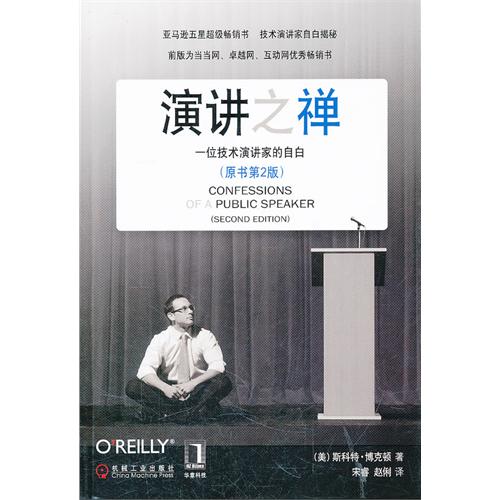 亚马逊五星超级畅销书 技术演讲家自白揭秘
前版为当当网、卓越网、互动网优秀畅销书
演讲之禅
一位技术演讲家的自白
(原书第2版)
CONFESSIONS
OF A PUBLIC SPEAKER
(SECOND EDITION)
O'REILLY®
机械工业出版社
China Machine Press
华章科技
(美) 斯科特·博克顿 著
宋睿 赵俐 译